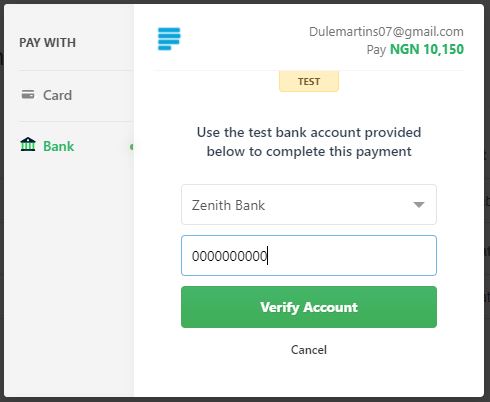 PAY WITH
Card
Bank
Dulemartins07@gmail.com
Pay NGN 10,150
TEST
Use the test bank account provided
below to complete this payment
Zenith Bank
0000000000
Verify Account
Cancel